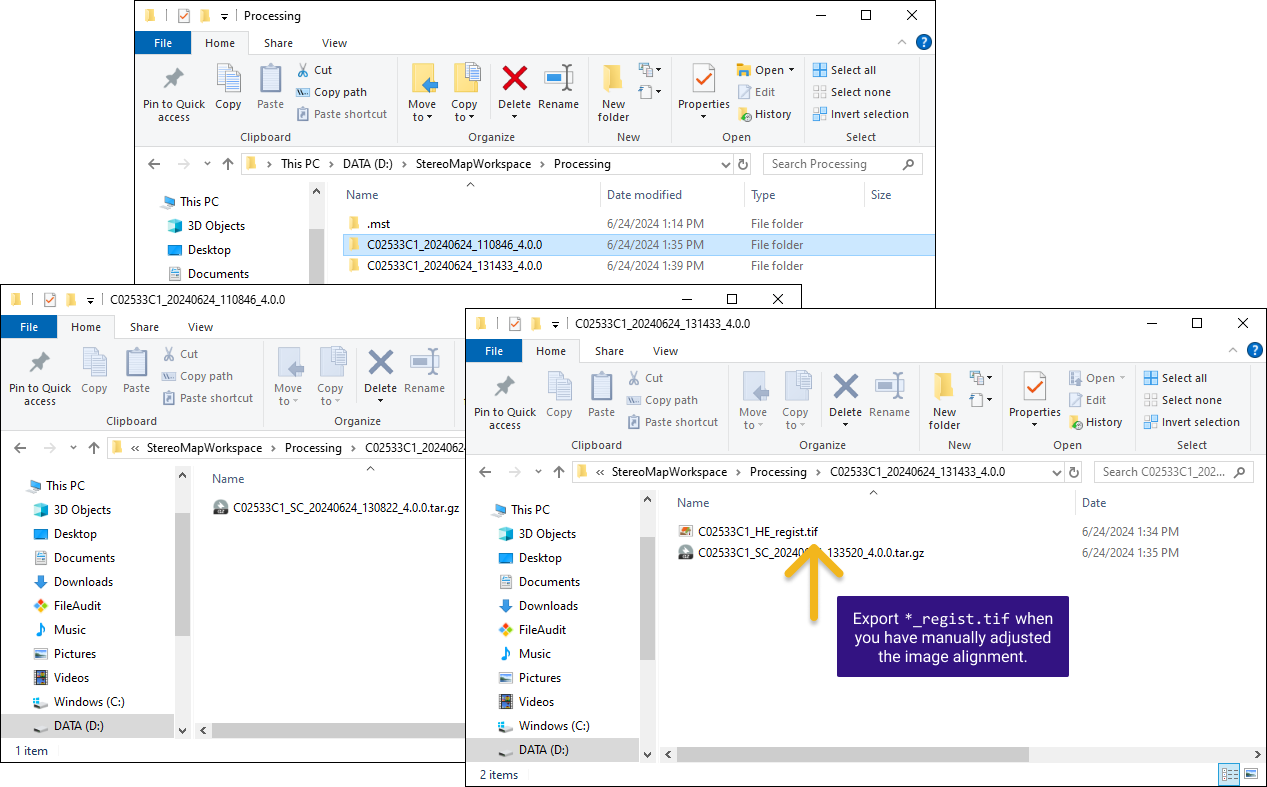 Processing
File Home Share View
Pin to Quick access
Copy
Paste
Cut
Copy path
Paste shortcut
Clipboard
Move to
Copy to
Delete
Rename
Organize
New folder
New
Properties
Open
Edit
History
Open
Select all
Select none
Invert selection
Select
This PC > DATA (D:) > StereoMapWorkspace > Processing
Search Processing
This PC
3D Objects
Desktop
Documents
Name Date modified Type Size
.mst 6/24/2024 1:14 PM File folder
C02533C1_20240624_110846_4.0.0 6/24/2024 1:35 PM File folder
C02533C1_20240624_131433_4.0.0 6/24/2024 1:39 PM File folder
C02533C1_20240624_110846_4.0.0
File Home Share View
Pin to Quick access
Copy
Paste
Cut
Copy path
Paste shortcut
Clipboard
Move to
Copy to
Delete
Rename
Organize
« StereoMapWorkspace > Processing > C02533C1_2024062
This PC
3D Objects
Desktop
Documents
Downloads
FileAudit
Music
Pictures
Videos
Windows (C:)
DATA (D:)
Name
C02533C1_SC_20240624_130822_4.0.0.tar.gz
1 item
C02533C1_20240624_131433_4.0.0
File Home Share View
Pin to Quick access
Copy
Paste
Cut
Copy path
Paste shortcut
Clipboard
Move to
Copy to
Delete
Rename
Organize
New folder
New
Properties
Open
Edit
History
Open
Select all
Select none
Invert selection
Select
« StereoMapWorkspace > Processing > C02533C1_20240624_131433_4.0.0
Search C02533C1_202...
This PC
3D Objects
Desktop
Documents
Downloads
FileAudit
Music
Pictures
Videos
Windows (C:)
DATA (D:)
Name Date
C02533C1_HE_regist.tif 6/24/2024 1:34 PM
6/24/2024 1:35 PM
Export *_regist.tif when
you have manually adjusted
the image alignment.
2 items